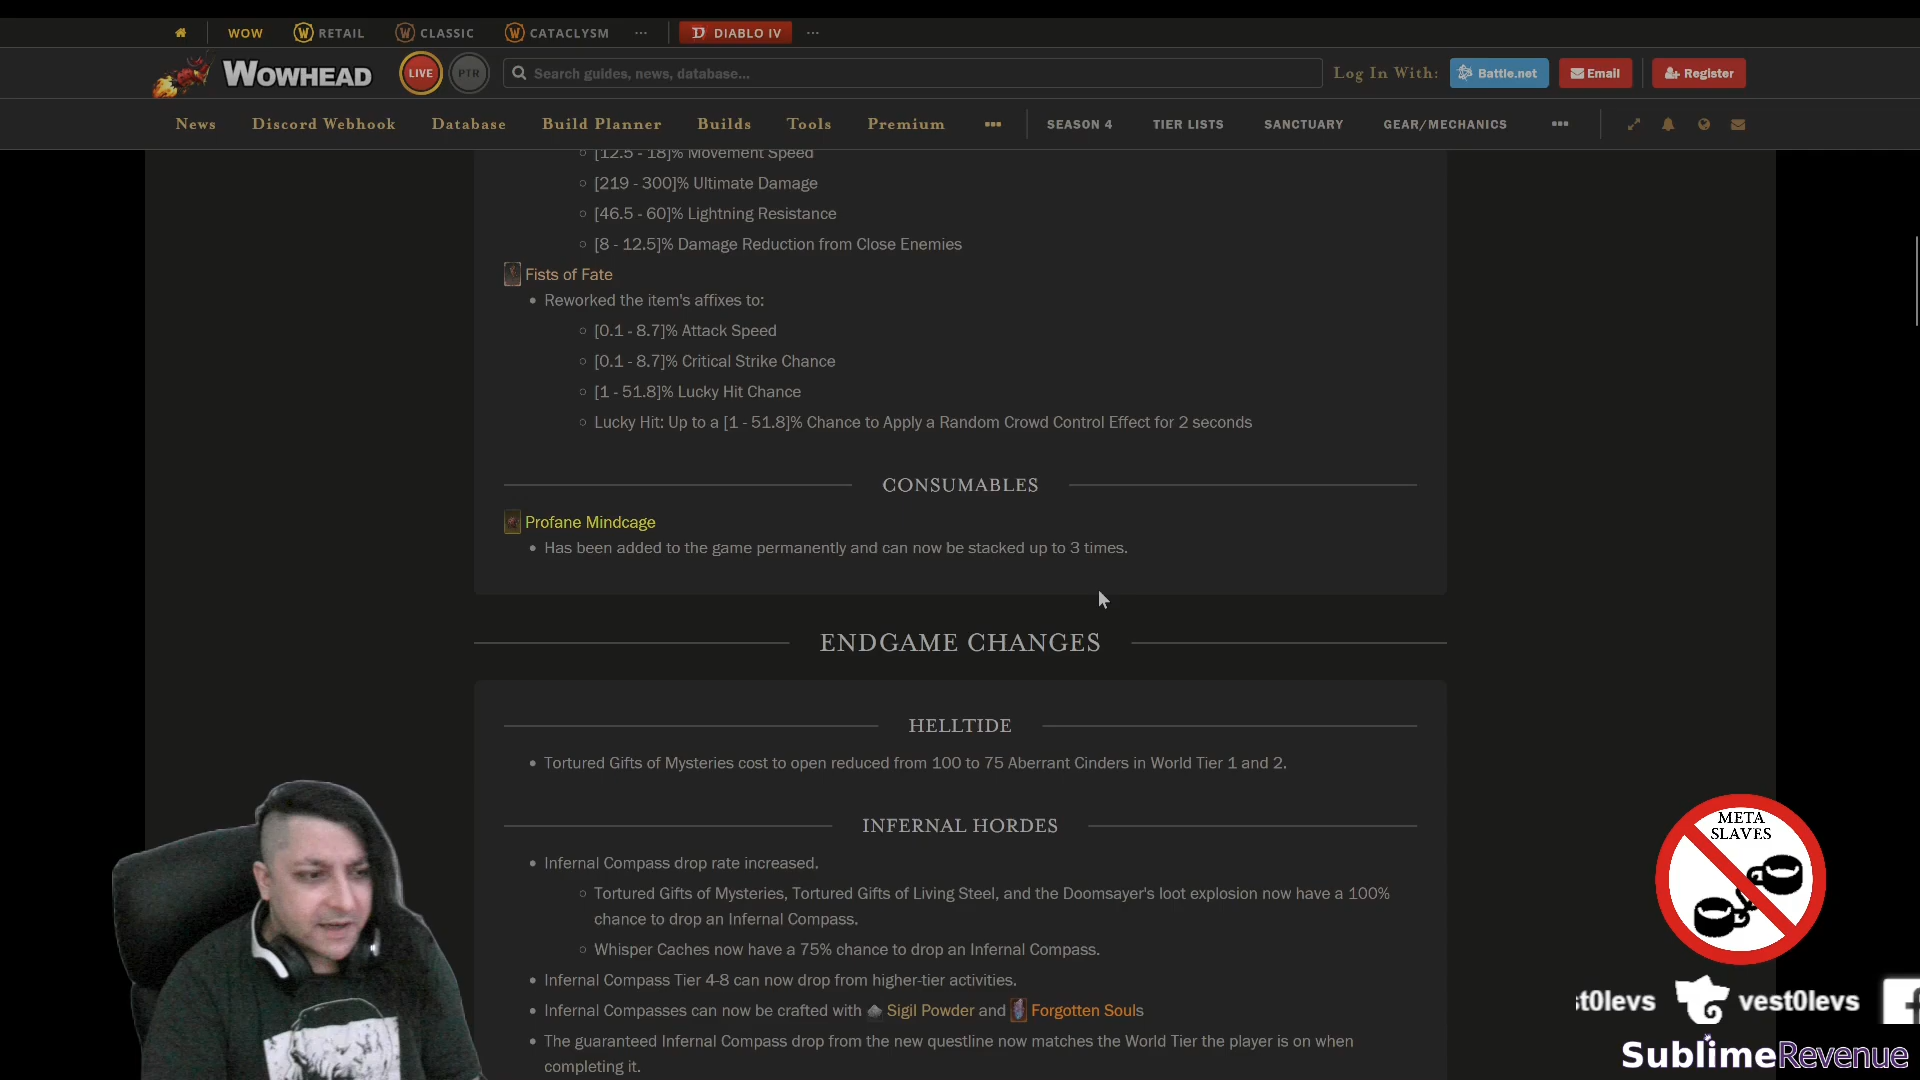 WOW
RETAIL
CLASSIC
CATACLYSM
...
DIABLO IV
...
WOWHEAD
LIVE
PTR
Search guides, news, database...
Log In With:
Battle.net
Email
Register
News
Discord Webhook
Database
Build Planner
Builds
Tools
Premium
•••
SEASON 4
TIER LISTS
SANCTUARY
GEAR/MECHANICS
•••
[12.5 - 18]% Movement Speed
[219 - 300]% Ultimate Damage
[46.5 - 60]% Lightning Resistance
[8 - 12.5]% Damage Reduction from Close Enemies
Fists of Fate
Reworked the item's affixes to:
[0.1 - 8.7]% Attack Speed
[0.1 - 8.7]% Critical Strike Chance
[1 - 51.8]% Lucky Hit Chance
Lucky Hit: Up to a [1 - 51.8]% Chance to Apply a Random Crowd Control Effect for 2 seconds
CONSUMABLES
Profane Mindcage
Has been added to the game permanently and can now be stacked up to 3 times.
ENDGAME CHANGES
HELLTIDE
Tortured Gifts of Mysteries cost to open reduced from 100 to 75 Aberrant Cinders in World Tier 1 and 2.
INFERNAL HORDES
Infernal Compass drop rate increased.
Tortured Gifts of Mysteries, Tortured Gifts of Living Steel, and the Doomsayer's loot explosion now have a 100%
chance to drop an Infernal Compass.
Whisper Caches now have a 75% chance to drop an Infernal Compass.
Infernal Compass Tier 4-8 can now drop from higher-tier activities.
Infernal Compasses can now be crafted with Sigil Powder and Forgotten Souls
The guaranteed Infernal Compass drop from the new questline now matches the World Tier the player is on when
completing it.
META
SLAVES
st0levs
vest0levs
SublimeRevenue